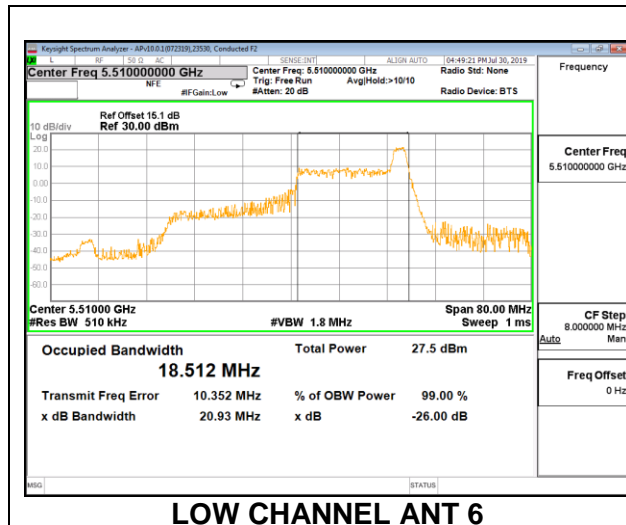 Keysight Spectrum Analyzer - APv10.0.1(072319),23530, Conducted F2
L RF 50 Ω AC SENSE:INT ALIGN AUTO 04:49:21 PM Jul 30, 2019
Center Freq 5.510000000 GHz
NFE
#IFGain:Low
Center Freq: 5.510000000 GHz
Trig: Free Run Avg|Hold:>10/10
#Atten: 20 dB
Radio Std: None
Radio Device: BTS
Frequency
Ref Offset 15.1 dB
10 dB/div Ref 30.00 dBm
Log
20.0
10.0
0.00
-10.0
-20.0
-30.0
-40.0
-50.0
-60.0
Center Freq
5.510000000 GHz
Center 5.51000 GHz Span 80.00 MHz
#Res BW 510 kHz #VBW 1.8 MHz Sweep 1 ms
CF Step
8.000000 MHz
Auto Man
Freq Offset
0 Hz
Occupied Bandwidth Total Power 27.5 dBm
18.512 MHz
Transmit Freq Error 10.352 MHz % of OBW Power 99.00 %
x dB Bandwidth 20.93 MHz x dB -26.00 dB
MSG STATUS
LOW CHANNEL ANT 6